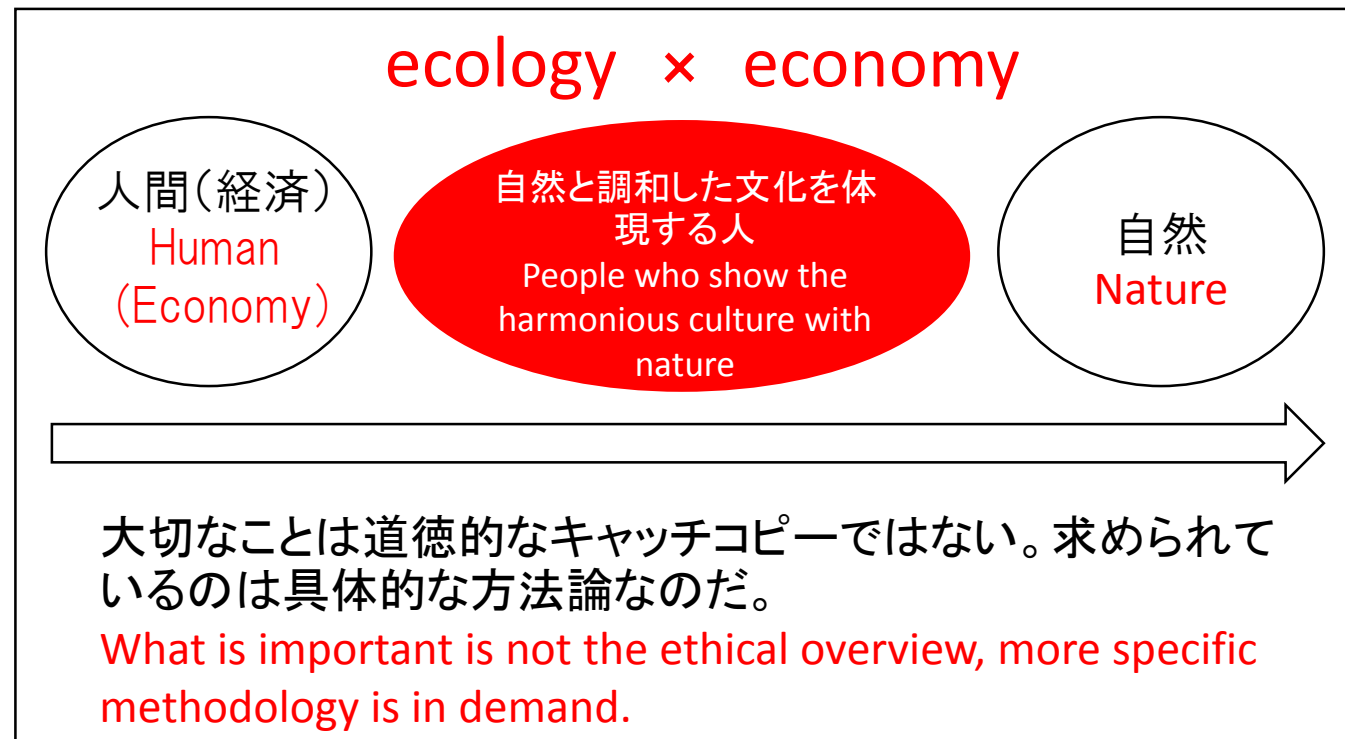 ecology × economy
人間(経済)
Human
(Economy)
自然と調和した文化を体
現する人
People who show the
harmonious culture with
nature
自然
Nature
大切なことは道徳的なキャッチコピーではない。求められて
いるのは具体的な方法論なのだ。
What is important is not the ethical overview, more specific
methodology is in demand.